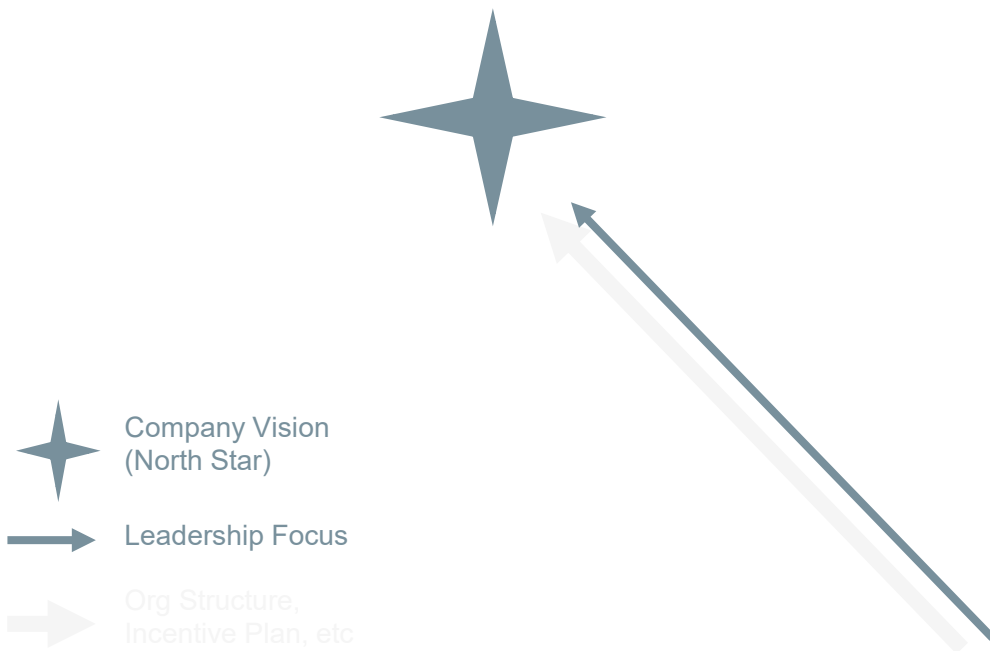 Company Vision
(North Star)
Leadership Focus
Org Structure,
Incentive Plan, etc